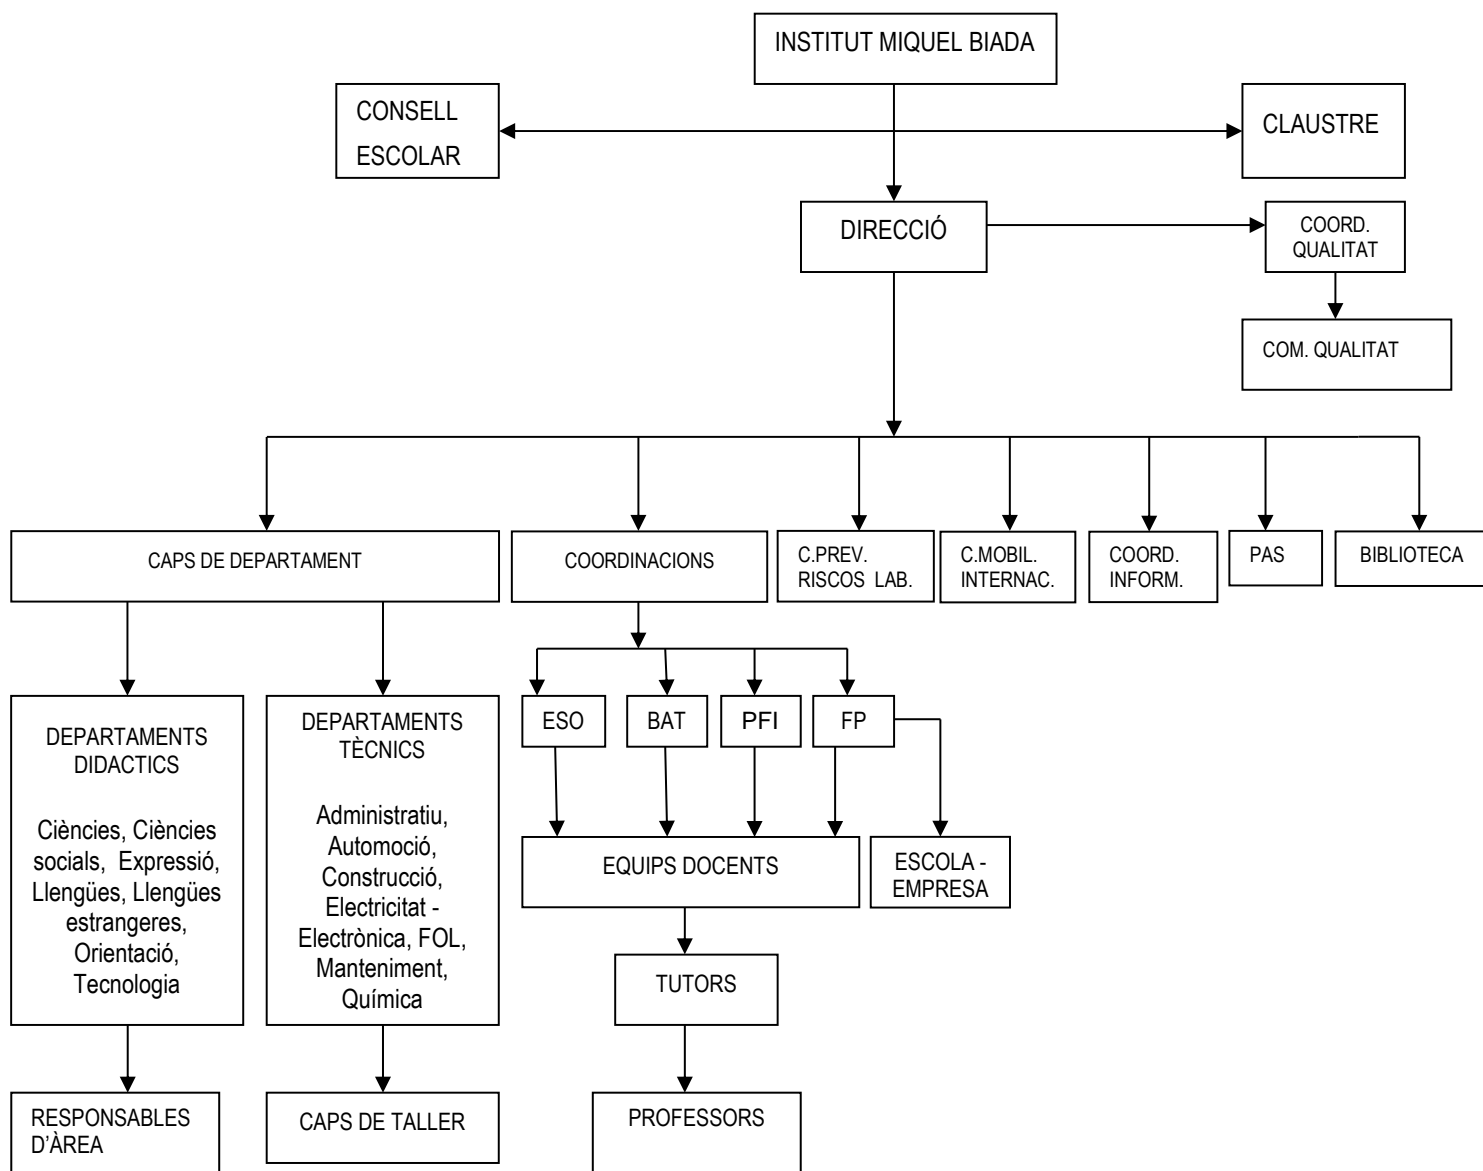 INSTITUT MIQUEL BIADA
CONSELL
ESCOLAR
CLAUSTRE
DIRECCIÓ
COORD.
QUALITAT
COM. QUALITAT
CAPS DE DEPARTAMENT
COORDINACIONS
C.PREV.
RISCOS LAB.
C.MOBIL.
INTERNAC.
COORD.
INFORM.
PAS
BIBLIOTECA
DEPARTAMENTS
DIDACTICS
Ciències, Ciències
socials, Expressió,
Llengües, Llengües
estrangeres,
Orientació,
Tecnologia
DEPARTAMENTS
TÈCNICS
Administratiu,
Automoció,
Construcció,
Electricitat -
Electrònica, FOL,
Manteniment,
Química
ESO
BAT
PFI
FP
EQUIPS DOCENTS
ESCOLA -
EMPRESA
TUTORS
RESPONSABLES
D'ÀREA
CAPS DE TALLER
PROFESSORS